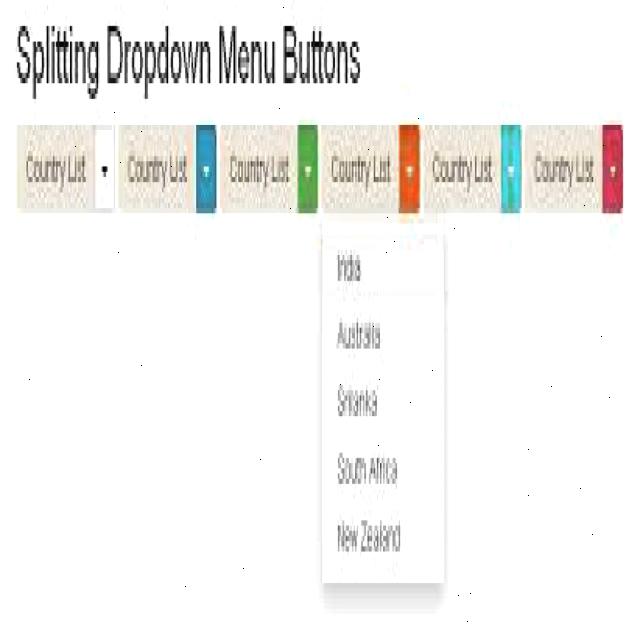 Splitting Dropdown Menu Buttons
Country List Country List Country List Country List Country List Country List
India
Australia
Srilanka
South Africa
New Zealand